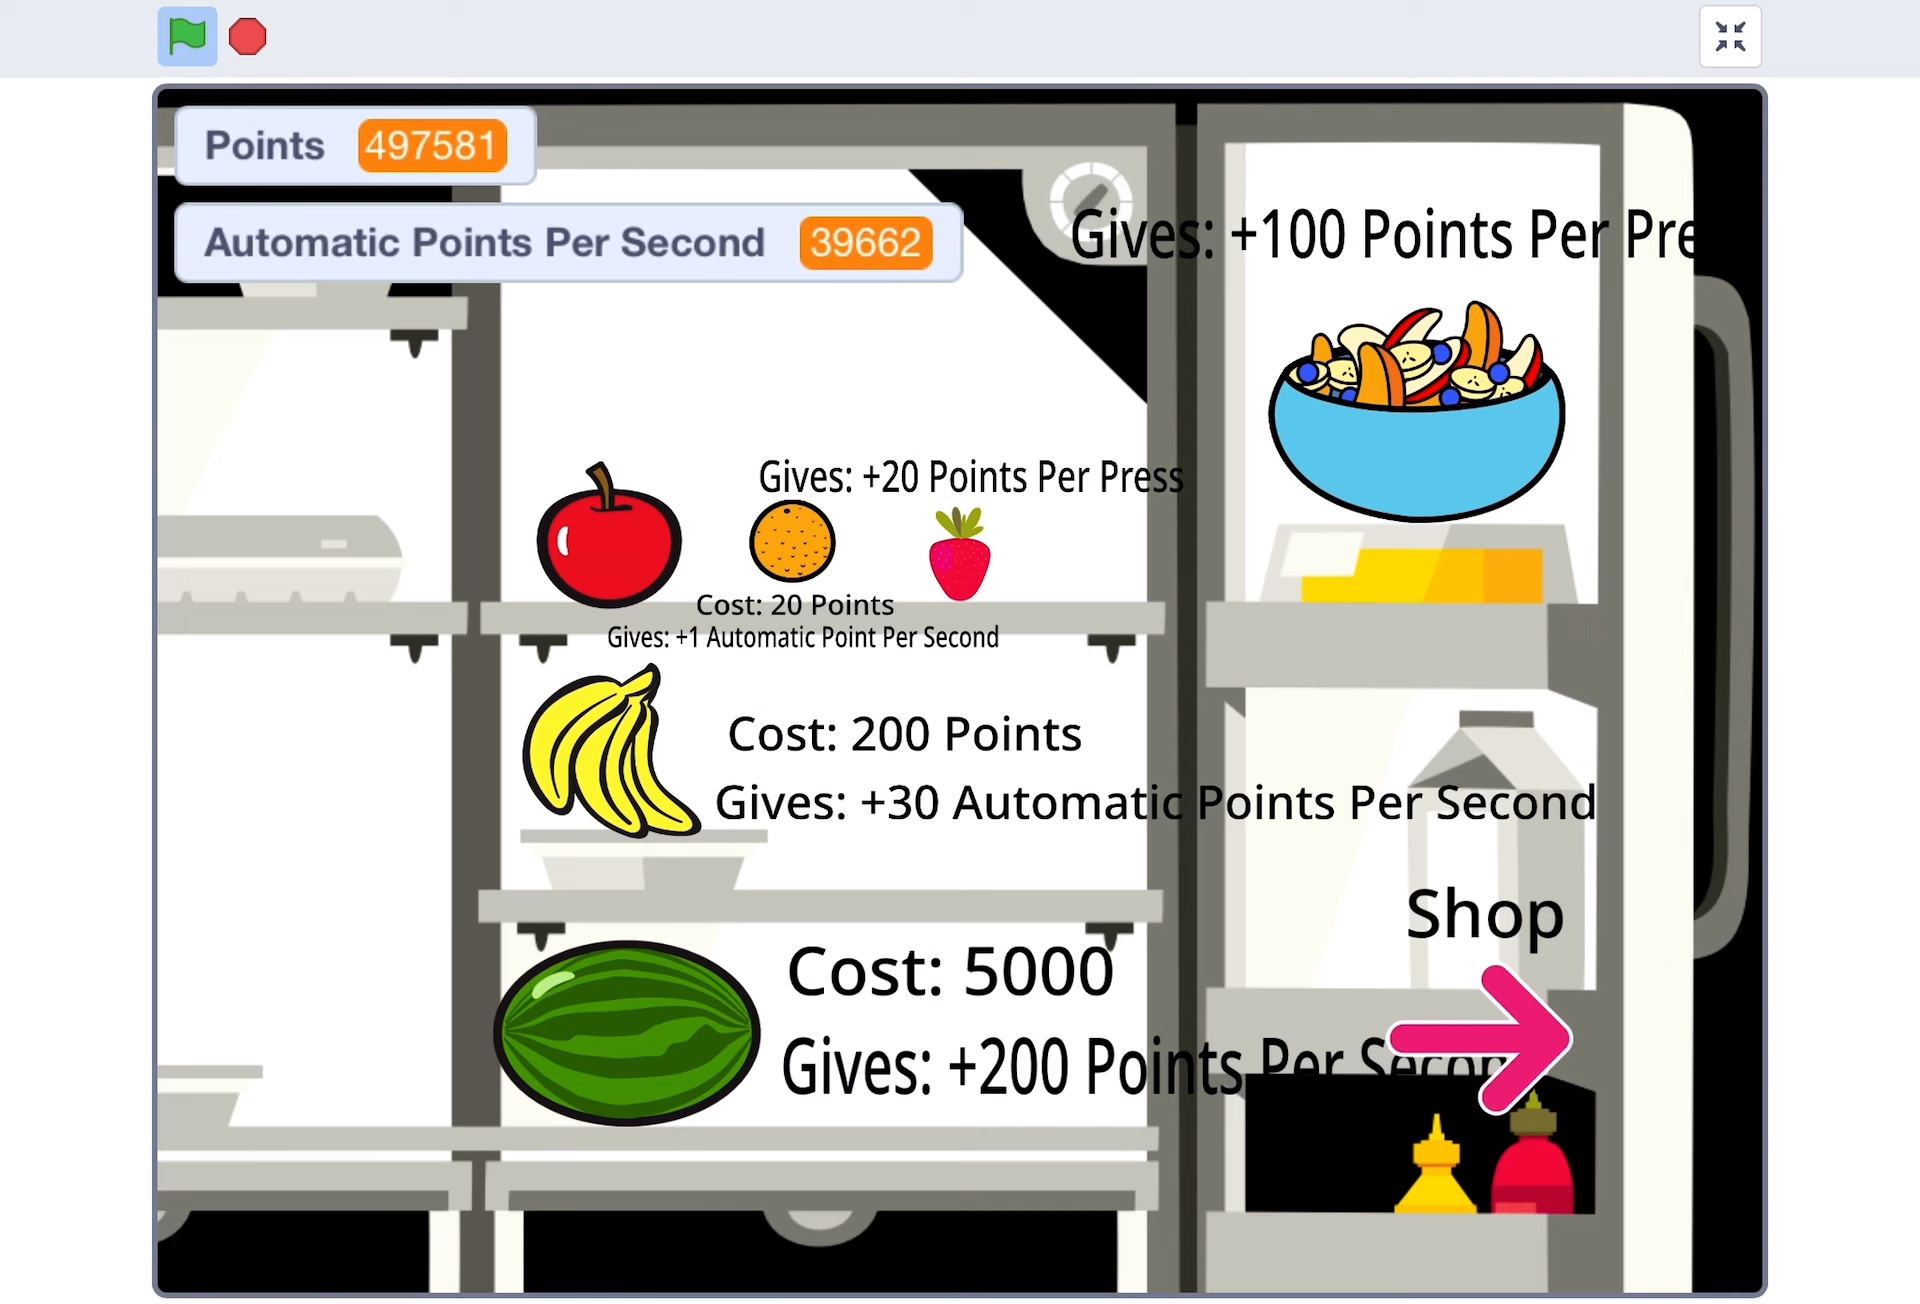 Points 497581
Automatic Points Per Second 39662
Gives: +100 Points Per Pre
Gives: +20 Points Per Press
Cost: 20 Points
Gives: +1 Automatic Point Per Second
Cost: 200 Points
Gives: +30 Automatic Points Per Second
Shop
Cost: 5000
Gives: +200 Points Per Secon